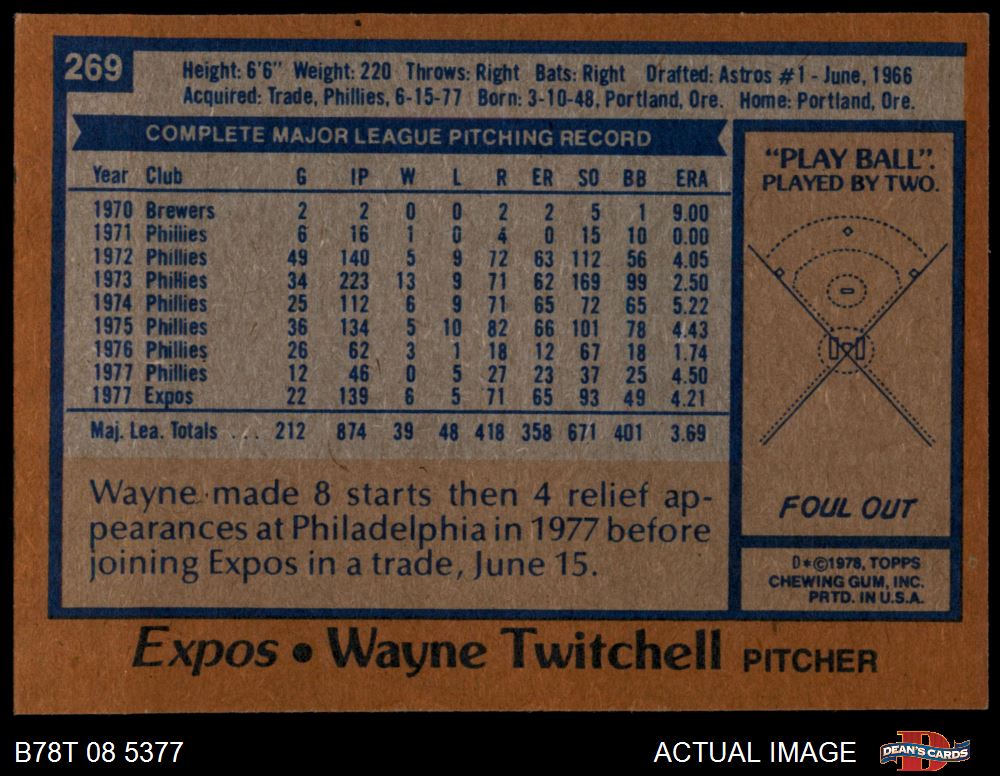 269
Height: 6'6" Weight: 220 Throws: Right Bats: Right Drafted: Astros #1 - June, 1966
Acquired: Trade, Phillies, 6-15-77 Born: 3-10-48, Portland, Ore. Home: Portland, Ore.
COMPLETE MAJOR LEAGUE PITCHING RECORD
Year Club G IP W L R ER SO BB ERA
1970 Brewers 2 2 0 0 2 2 5 1 9.00
1971 Phillies 6 16 1 0 4 0 15 10 0.00
1972 Phillies 49 140 5 9 72 63 112 56 4.05
1973 Phillies 34 223 13 9 71 62 169 99 2.50
1974 Phillies 25 112 6 9 71 65 72 65 5.22
1975 Phillies 36 134 5 10 82 66 101 78 4.43
1976 Phillies 26 62 3 1 18 12 67 18 1.74
1977 Phillies 12 46 0 5 27 23 37 25 4.50
1977 Expos 22 139 6 5 71 65 93 49 4.21
Maj. Lea. Totals ... 212 874 39 48 418 358 671 401 3.69
Wayne made 8 starts then 4 relief ap-
pearances at Philadelphia in 1977 before
joining Expos in a trade, June 15.
"PLAY BALL".
PLAYED BY TWO.
FOUL OUT
D*©1978, TOPPS
CHEWING GUM, INC.
PRTD. IN U.S.A.
Expos • Wayne Twitchell PITCHER
B78T 08 5377
ACTUAL IMAGE
DEAN'S CARDS